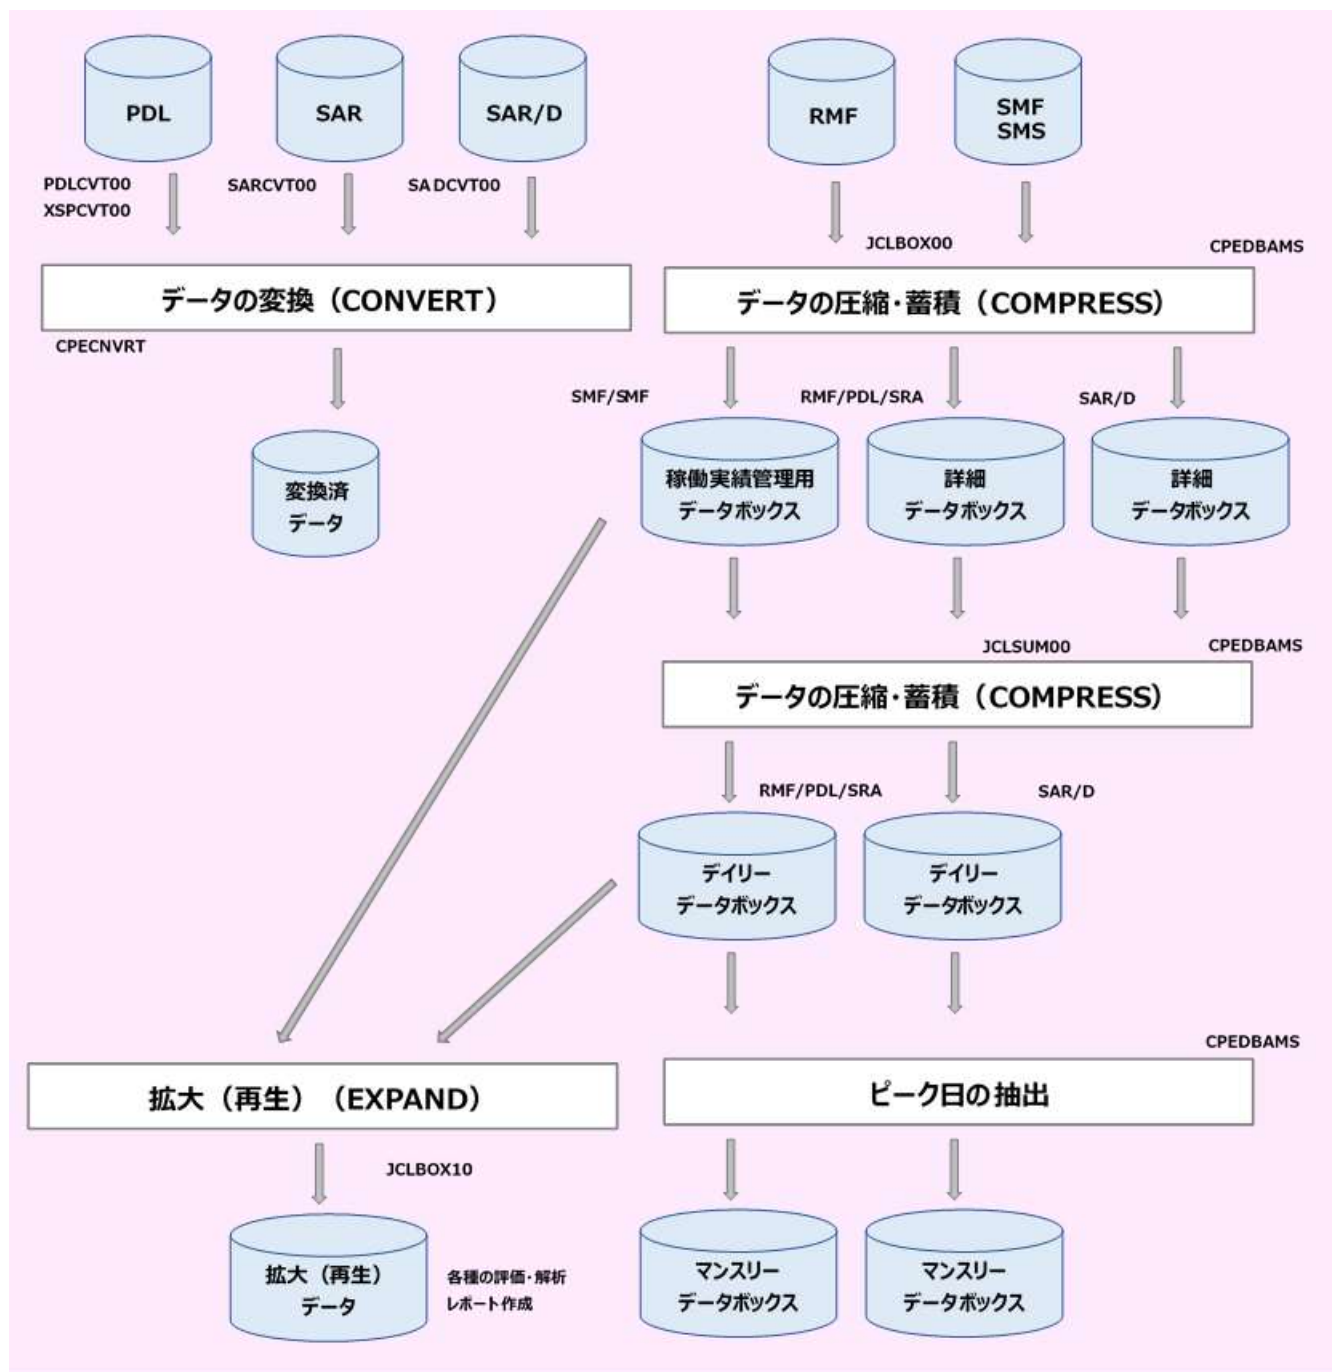 PDL
SAR
SAR/D
RMF
SMF
SMS
PDLCVT00
XSPCVT00
SARCVT00
SADCVT00
JCLBOX00
CPEDBAMS
データの変換（CONVERT）
データの圧縮・蓄積（COMPRESS）
CPECNVRT
SMF/SMF
RMF/PDL/SRA
SAR/D
変換済
データ
稼働実績管理用
データボックス
詳細
データボックス
詳細
データボックス
JCLSUM00
CPEDBAMS
データの圧縮・蓄積（COMPRESS）
RMF/PDL/SRA
SAR/D
デイリー
データボックス
デイリー
データボックス
CPEDBAMS
拡大（再生）（EXPAND）
ピーク日の抽出
JCLBOX10
拡大（再生）
データ
各種の評価・解析
レポート作成
マンスリー
データボックス
マンスリー
データボックス